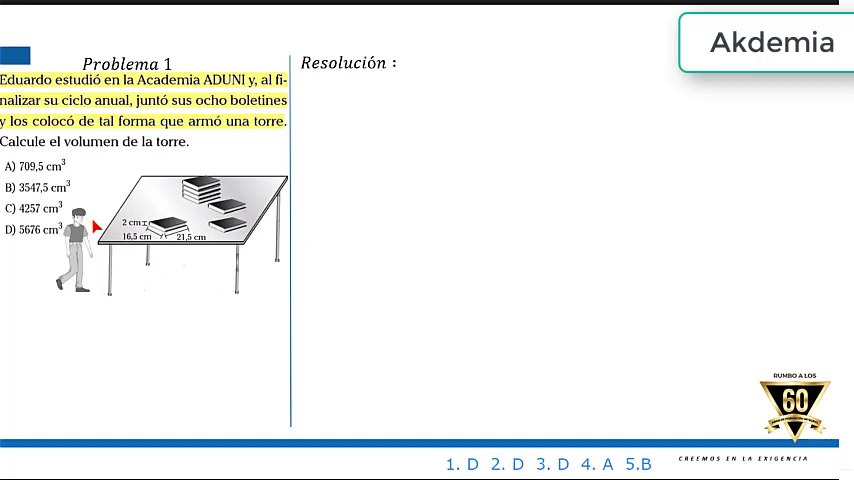 Akdemia
Problema 1
Eduardo estudió en la Academia ADUNI y, al fi-
nalizar su ciclo anual, juntó sus ocho boletines
y los colocó de tal forma que armó una torre.
Calcule el volumen de la torre.
A) 709,5 cm³
B) 3547,5 cm³
C) 4257 cm³
D) 5676 cm³
2 cm
16,5 cm
21,5 cm
Resolución :
RUMBO A LOS
60
CREEMOS EN LA EXIGENCIA
1. D 2. D 3. D 4. A 5.B